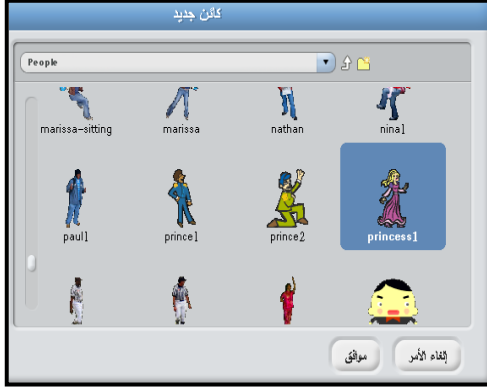 كائن جديد
People
marissa-sitting marissa nathan nina1
paul1 prince1 prince2 princess1
موافق إلغاء الأمر